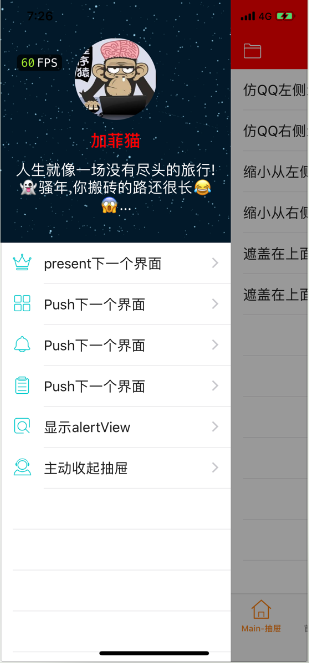 7:26
4G
60 FPS
序猿
加菲猫
人生就像一场没有尽头的旅行!
👻骚年,你搬砖的路还很长😂
😱...
仿QQ左侧
仿QQ右侧
缩小从左侧
缩小从右侧
遮盖在上面
遮盖在上面
present下一个界面
Push下一个界面
Push下一个界面
Push下一个界面
显示alertView
主动收起抽屉
Main-抽屉